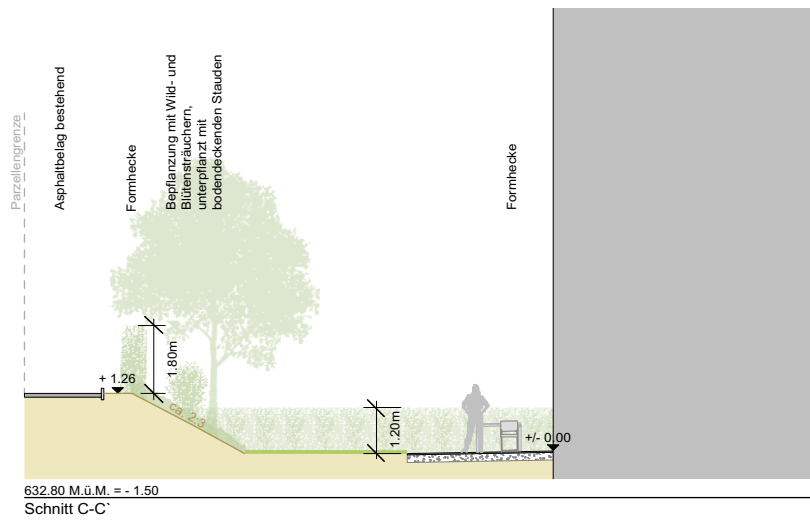 Parzellengrenze
Asphaltbelag bestehend
Formhecke
Bepflanzung mit Wild- und
Blütensträuchern,
unterpflanzt mit
bodendeckenden Stauden
Formhecke
1.80m
+ 1.26
ca. 2:3
1.20m
+/- 0.00
632.80 M.ü.M. = - 1.50
Schnitt C-C`